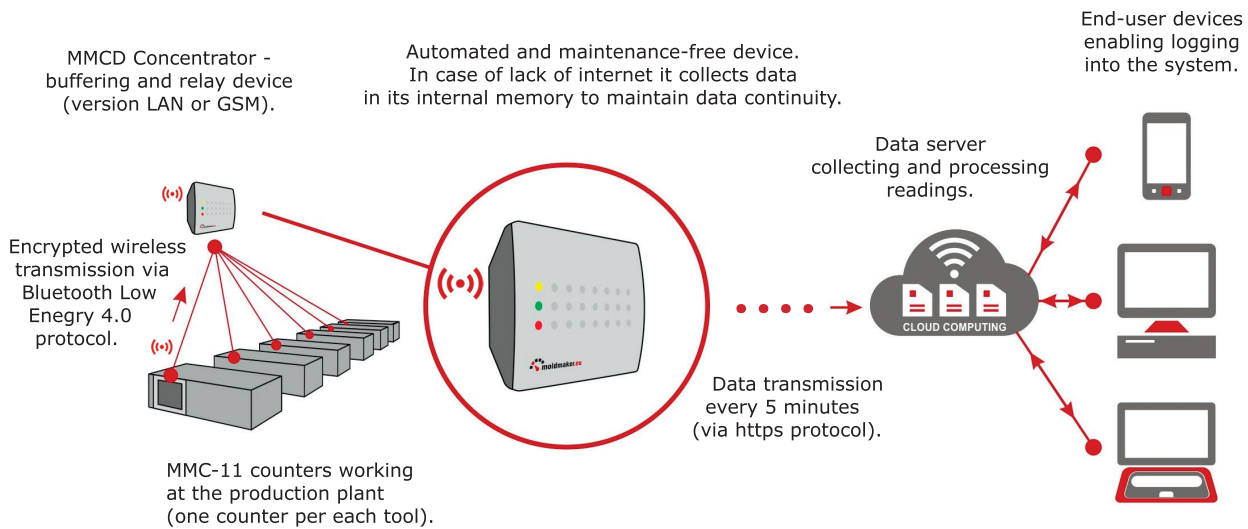 MMCD Concentrator -
buffering and relay device
(version LAN or GSM).
Automated and maintenance-free device.
In case of lack of internet it collects data
in its internal memory to maintain data continuity.
End-user devices
enabling logging
into the system.
Data server
collecting and processing
readings.
Encrypted wireless
transmission via
Bluetooth Low
Enegry 4.0
protocol.
moldmaker.eu
moldmaker.eu
CLOUD COMPUTING
Data transmission
every 5 minutes
(via https protocol).
MMC-11 counters working
at the production plant
(one counter per each tool).